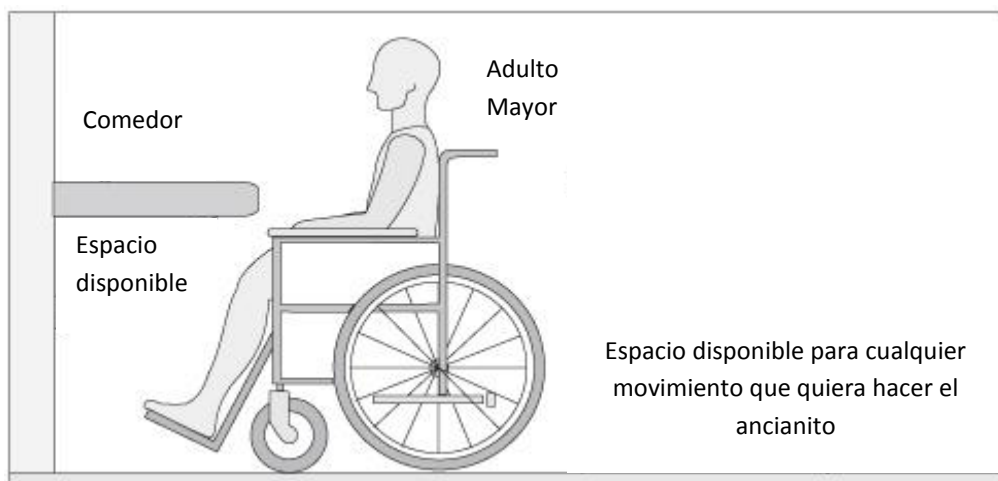 Adulto
Mayor
Comedor
Espacio
disponible
Espacio disponible para cualquier
movimiento que quiera hacer el
ancianito